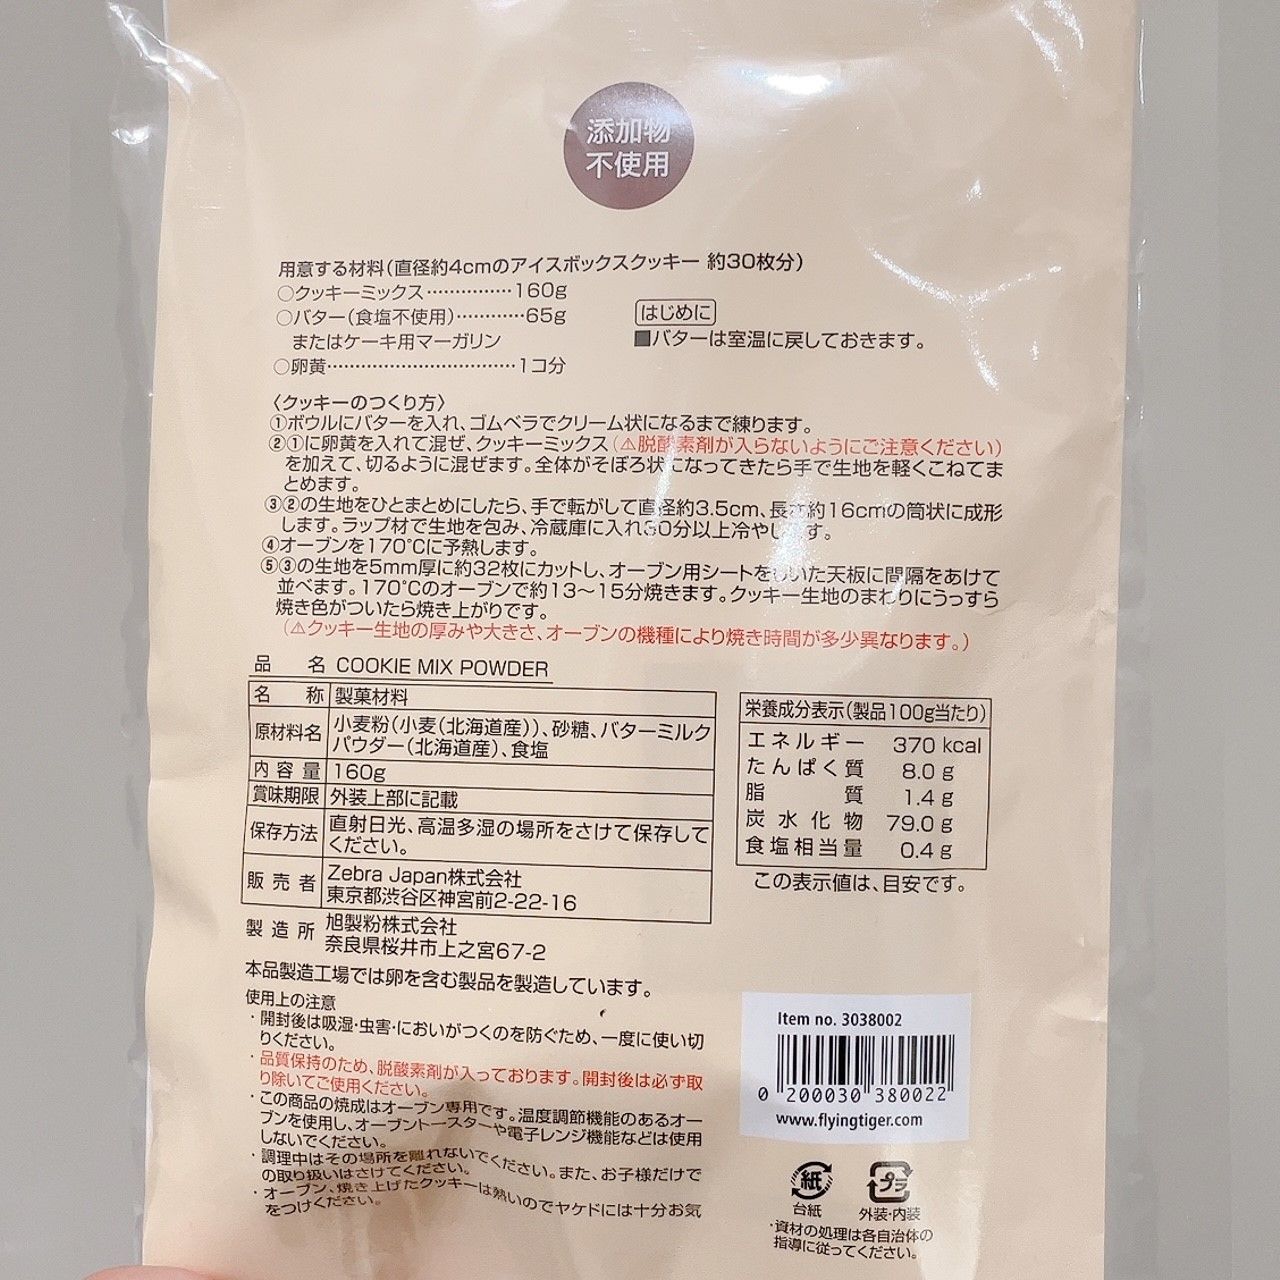 添加物
不使用
用意する材料(直径約4cmのアイスボックスクッキー 約30枚分)
○クッキーミックス……………160g
○バター(食塩不使用)…………65g
またはケーキ用マーガリン
○卵黄……………………………1コ分
はじめに
■バターは室温に戻しておきます。
〈クッキーのつくり方〉
①ボウルにバターを入れ、ゴムベラでクリーム状になるまで練ります。
②①に卵黄を入れて混ぜ、クッキーミックス(⚠脱酸素剤が入らないようにご注意ください)
を加えて、切るように混ぜます。全体がそぼろ状になってきたら手で生地を軽くこねてま
とめます。
③②の生地をひとまとめにしたら、手で転がして直径約3.5cm、長さ約16cmの筒状に成形
します。ラップ材で生地を包み、冷蔵庫に入れ30分以上冷やします。
④オーブンを170℃に予熱します。
⑤③の生地を5mm厚に約32枚にカットし、オーブン用シートをしいた天板に間隔をあけて
並べます。170℃のオーブンで約13〜15分焼きます。クッキー生地のまわりにうっすら
焼き色がついたら焼き上がりです。
(⚠クッキー生地の厚みや大きさ、オーブンの機種により焼き時間が多少異なります。)
品名 COOKIE MIX POWDER
名称 製菓材料
原材料名 小麦粉(小麦(北海道産))、砂糖、バターミルク
パウダー(北海道産)、食塩
内容量 160g
賞味期限 外装上部に記載
保存方法 直射日光、高温多湿の場所をさけて保存して
ください。
販売者 Zebra Japan株式会社
東京都渋谷区神宮前2-22-16
製造所 旭製粉株式会社
奈良県桜井市上之宮67-2
栄養成分表示(製品100g当たり)
エネルギー 370 kcal
たんぱく質 8.0 g
脂質 1.4 g
炭水化物 79.0 g
食塩相当量 0.4 g
この表示値は、目安です。
本品製造工場では卵を含む製品を製造しています。
使用上の注意
・開封後は吸湿・虫害・においがつくのを防ぐため、一度に使い切
りください。
・品質保持のため、脱酸素剤が入っております。開封後は必ず取
り除いてご使用ください。
・この商品の焼成はオーブン専用です。温度調節機能のあるオー
ブンを使用し、オーブントースターや電子レンジ機能などは使用
しないでください。
・調理中はその場所を離れないでください。また、お子様だけで
の取り扱いはさけてください。
・オーブン、焼き上げたクッキーは熱いのでヤケドには十分お気
をつけください。
Item no. 3038002
0 200030 380022
www.flyingtiger.com
紙
台紙
プラ
外装・内装
・資材の処理は各自治体の
指導に従ってください。